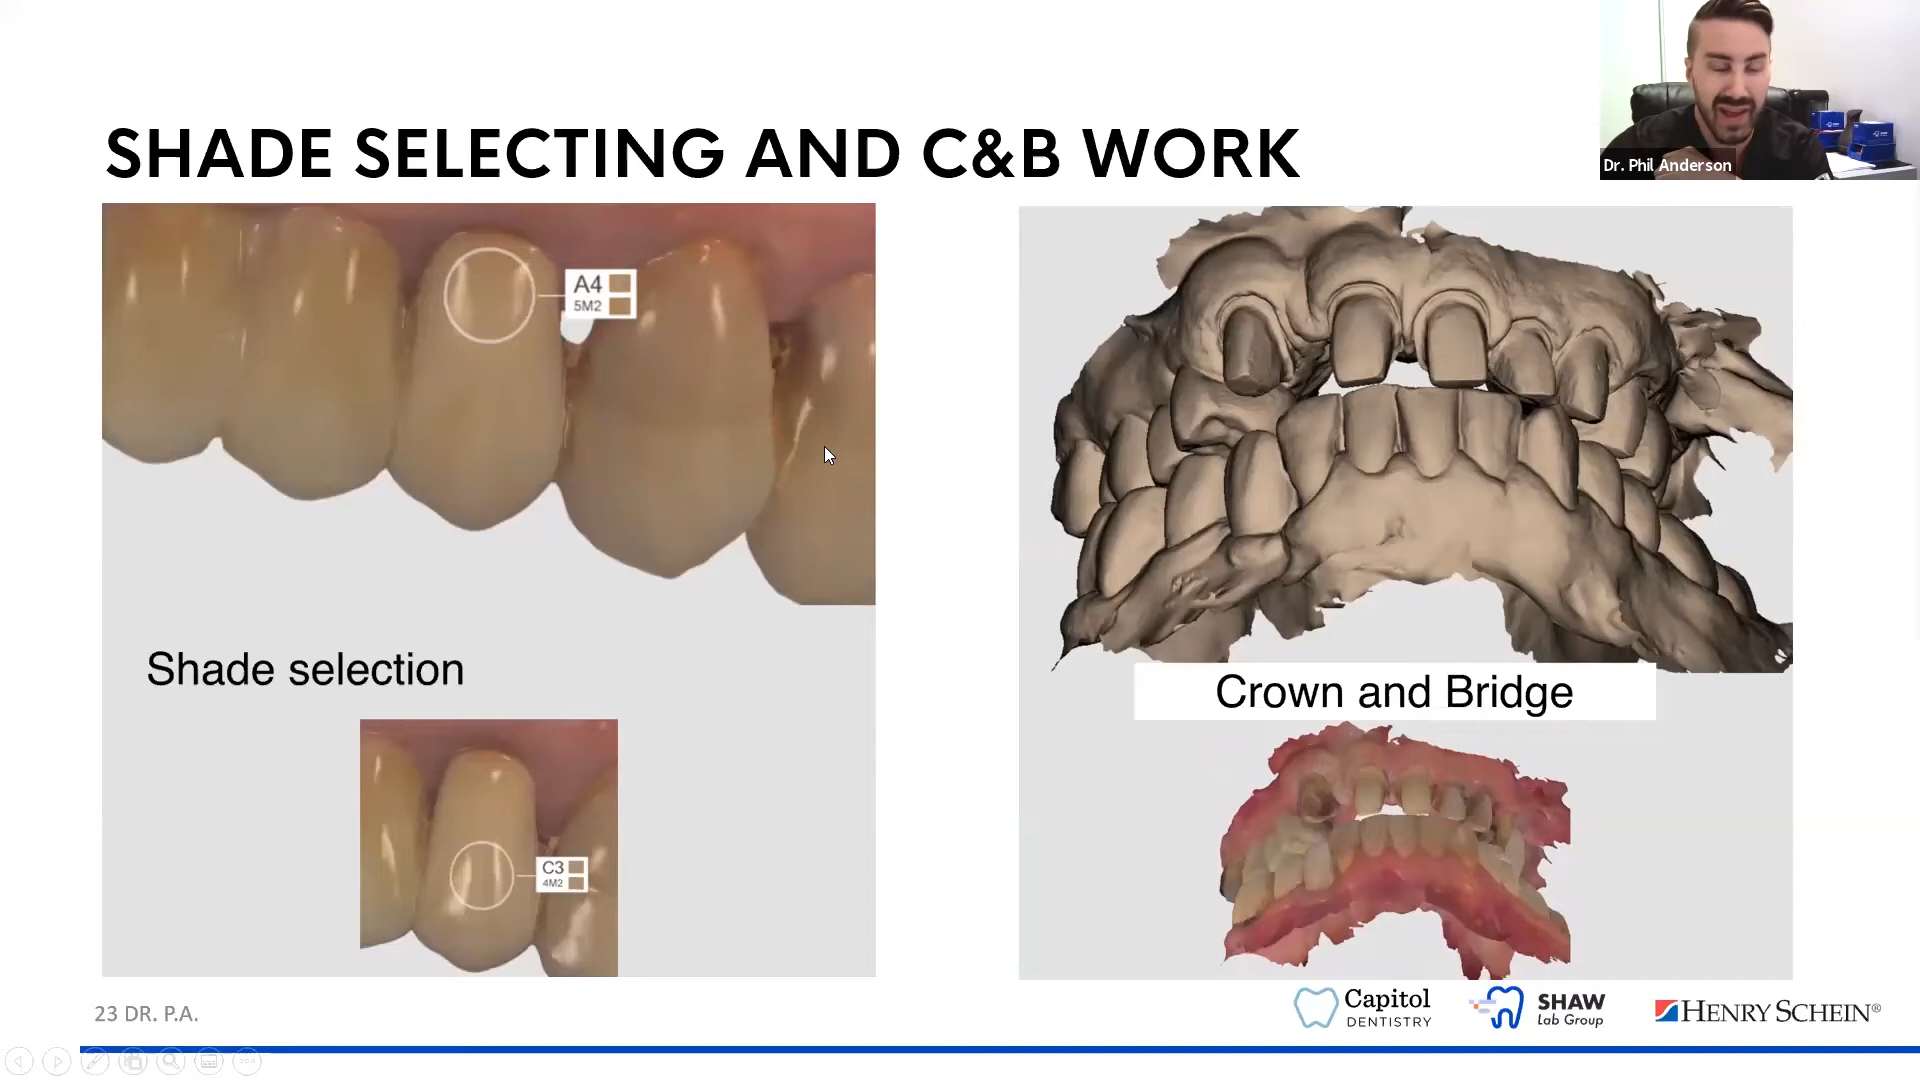 Dr. Phil Anderson
SHADE SELECTING AND C&B WORK
A4
5M2
Shade selection
C3
4M2
Crown and Bridge
23 DR. P.A.
Capitol
DENTISTRY
SHAW
Lab Group
HENRY SCHEIN®